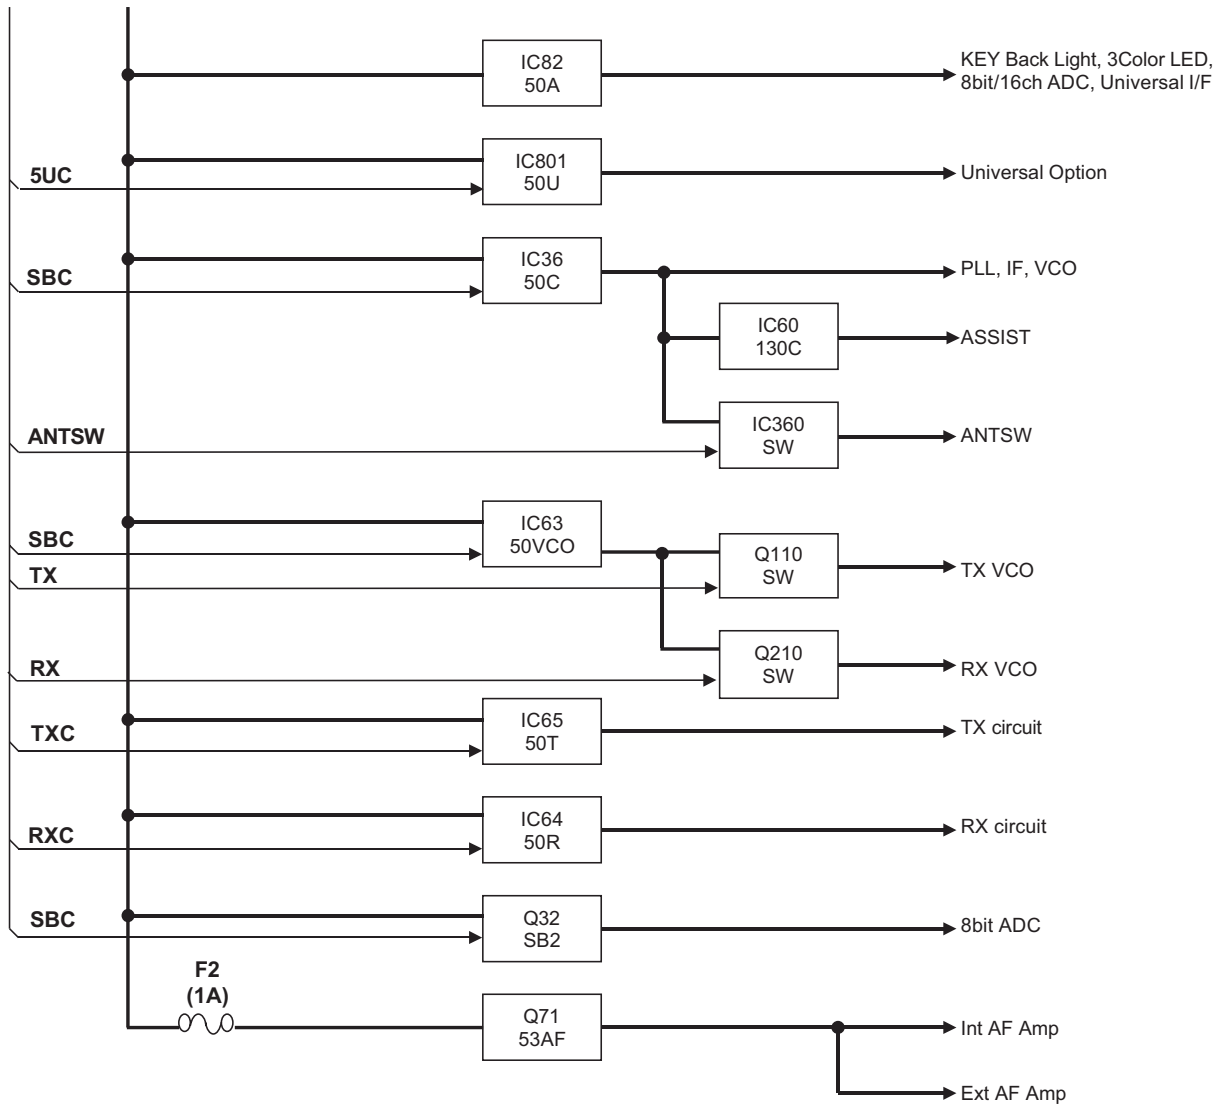 IC82
50A
KEY Back Light, 3Color LED,
8bit/16ch ADC, Universal I/F
5UC
IC801
50U
Universal Option
SBC
IC36
50C
PLL, IF, VCO
IC60
130C
ASSIST
ANTSW
IC360
SW
ANTSW
SBC
IC63
50VCO
TX
Q110
SW
TX VCO
RX
Q210
SW
RX VCO
TXC
IC65
50T
TX circuit
RXC
IC64
50R
RX circuit
SBC
Q32
SB2
8bit ADC
F2
(1A)
Q71
53AF
Int AF Amp
Ext AF Amp